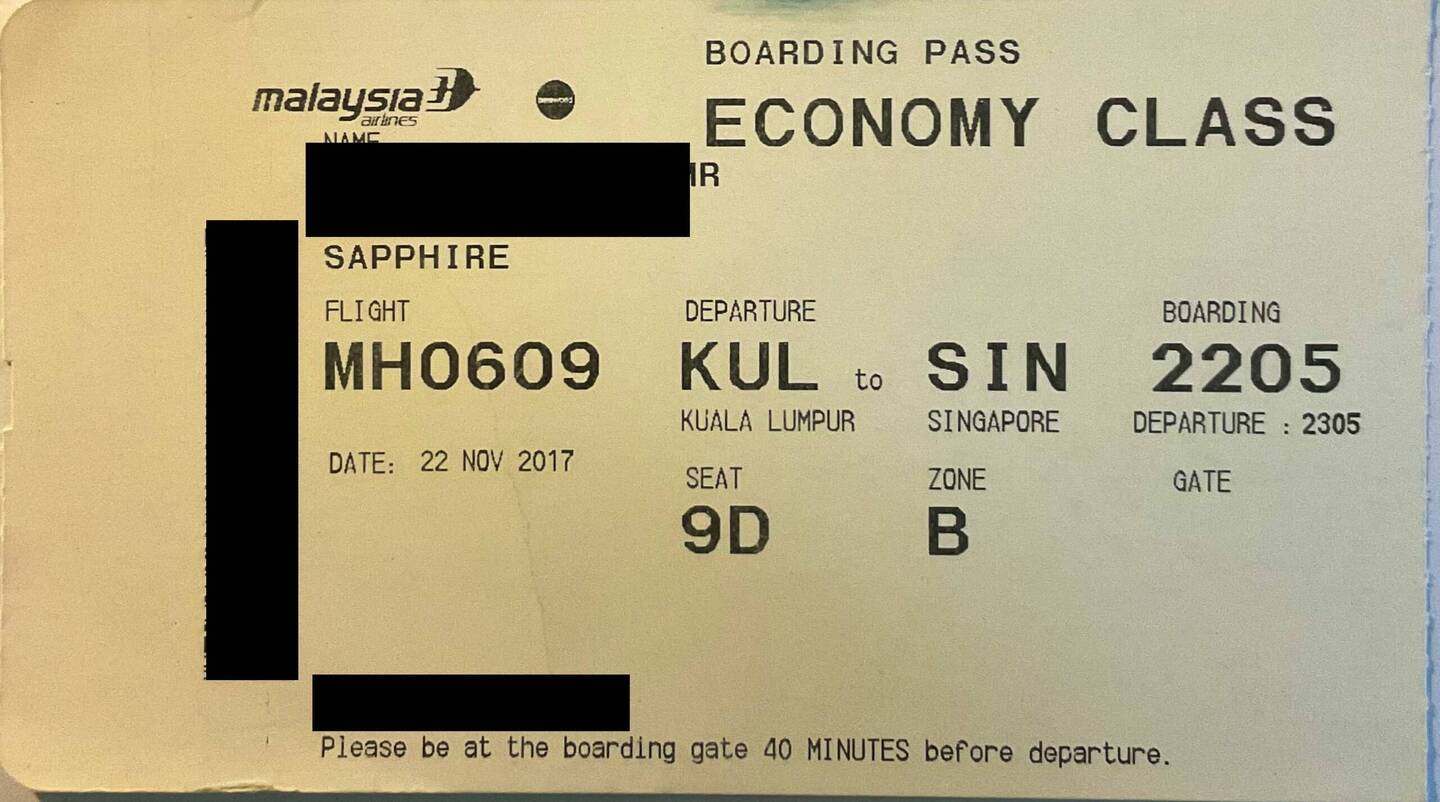 BOARDING PASS
malaysia
airlines
oneworld
ECONOMY CLASS
NAME
MR
SAPPHIRE
FLIGHT DEPARTURE BOARDING
MH0609 KUL to SIN 2205
KUALA LUMPUR SINGAPORE DEPARTURE : 2305
DATE: 22 NOV 2017
SEAT ZONE GATE
9D B
Please be at the boarding gate 40 MINUTES before departure.